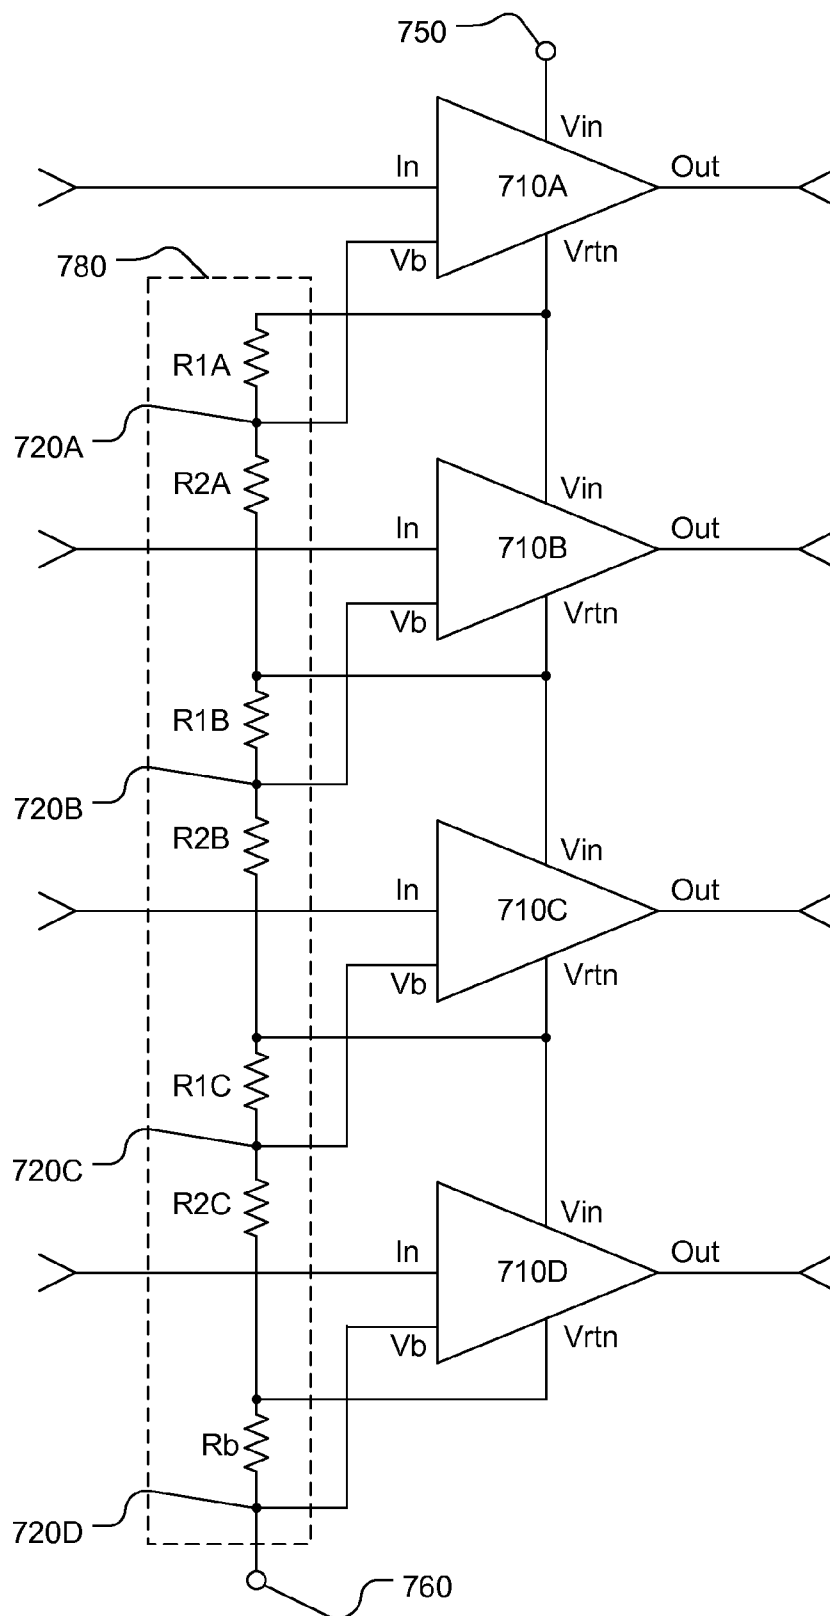 750
Vin
In
710A
Out
Vb
Vrtn
780
R1A
720A
R2A
Vin
In
710B
Out
Vb
Vrtn
R1B
720B
R2B
Vin
In
710C
Out
Vb
Vrtn
R1C
720C
R2C
Vin
In
710D
Out
Vb
Vrtn
Rb
720D
760